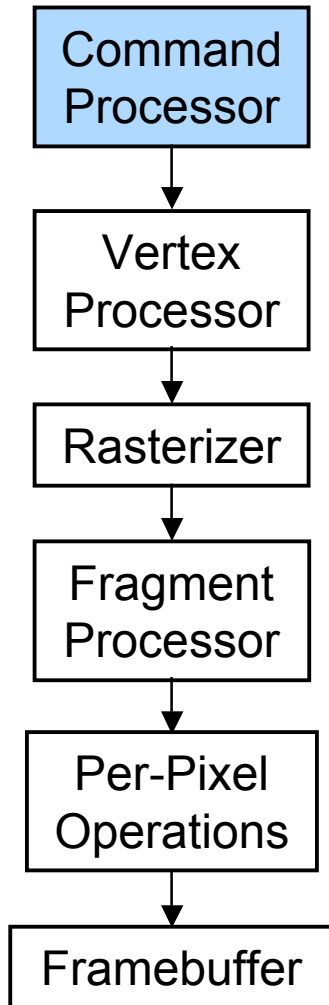 Command
Processor
Vertex
Processor
Rasterizer
Fragment
Processor
Per-Pixel
Operations
Framebuffer